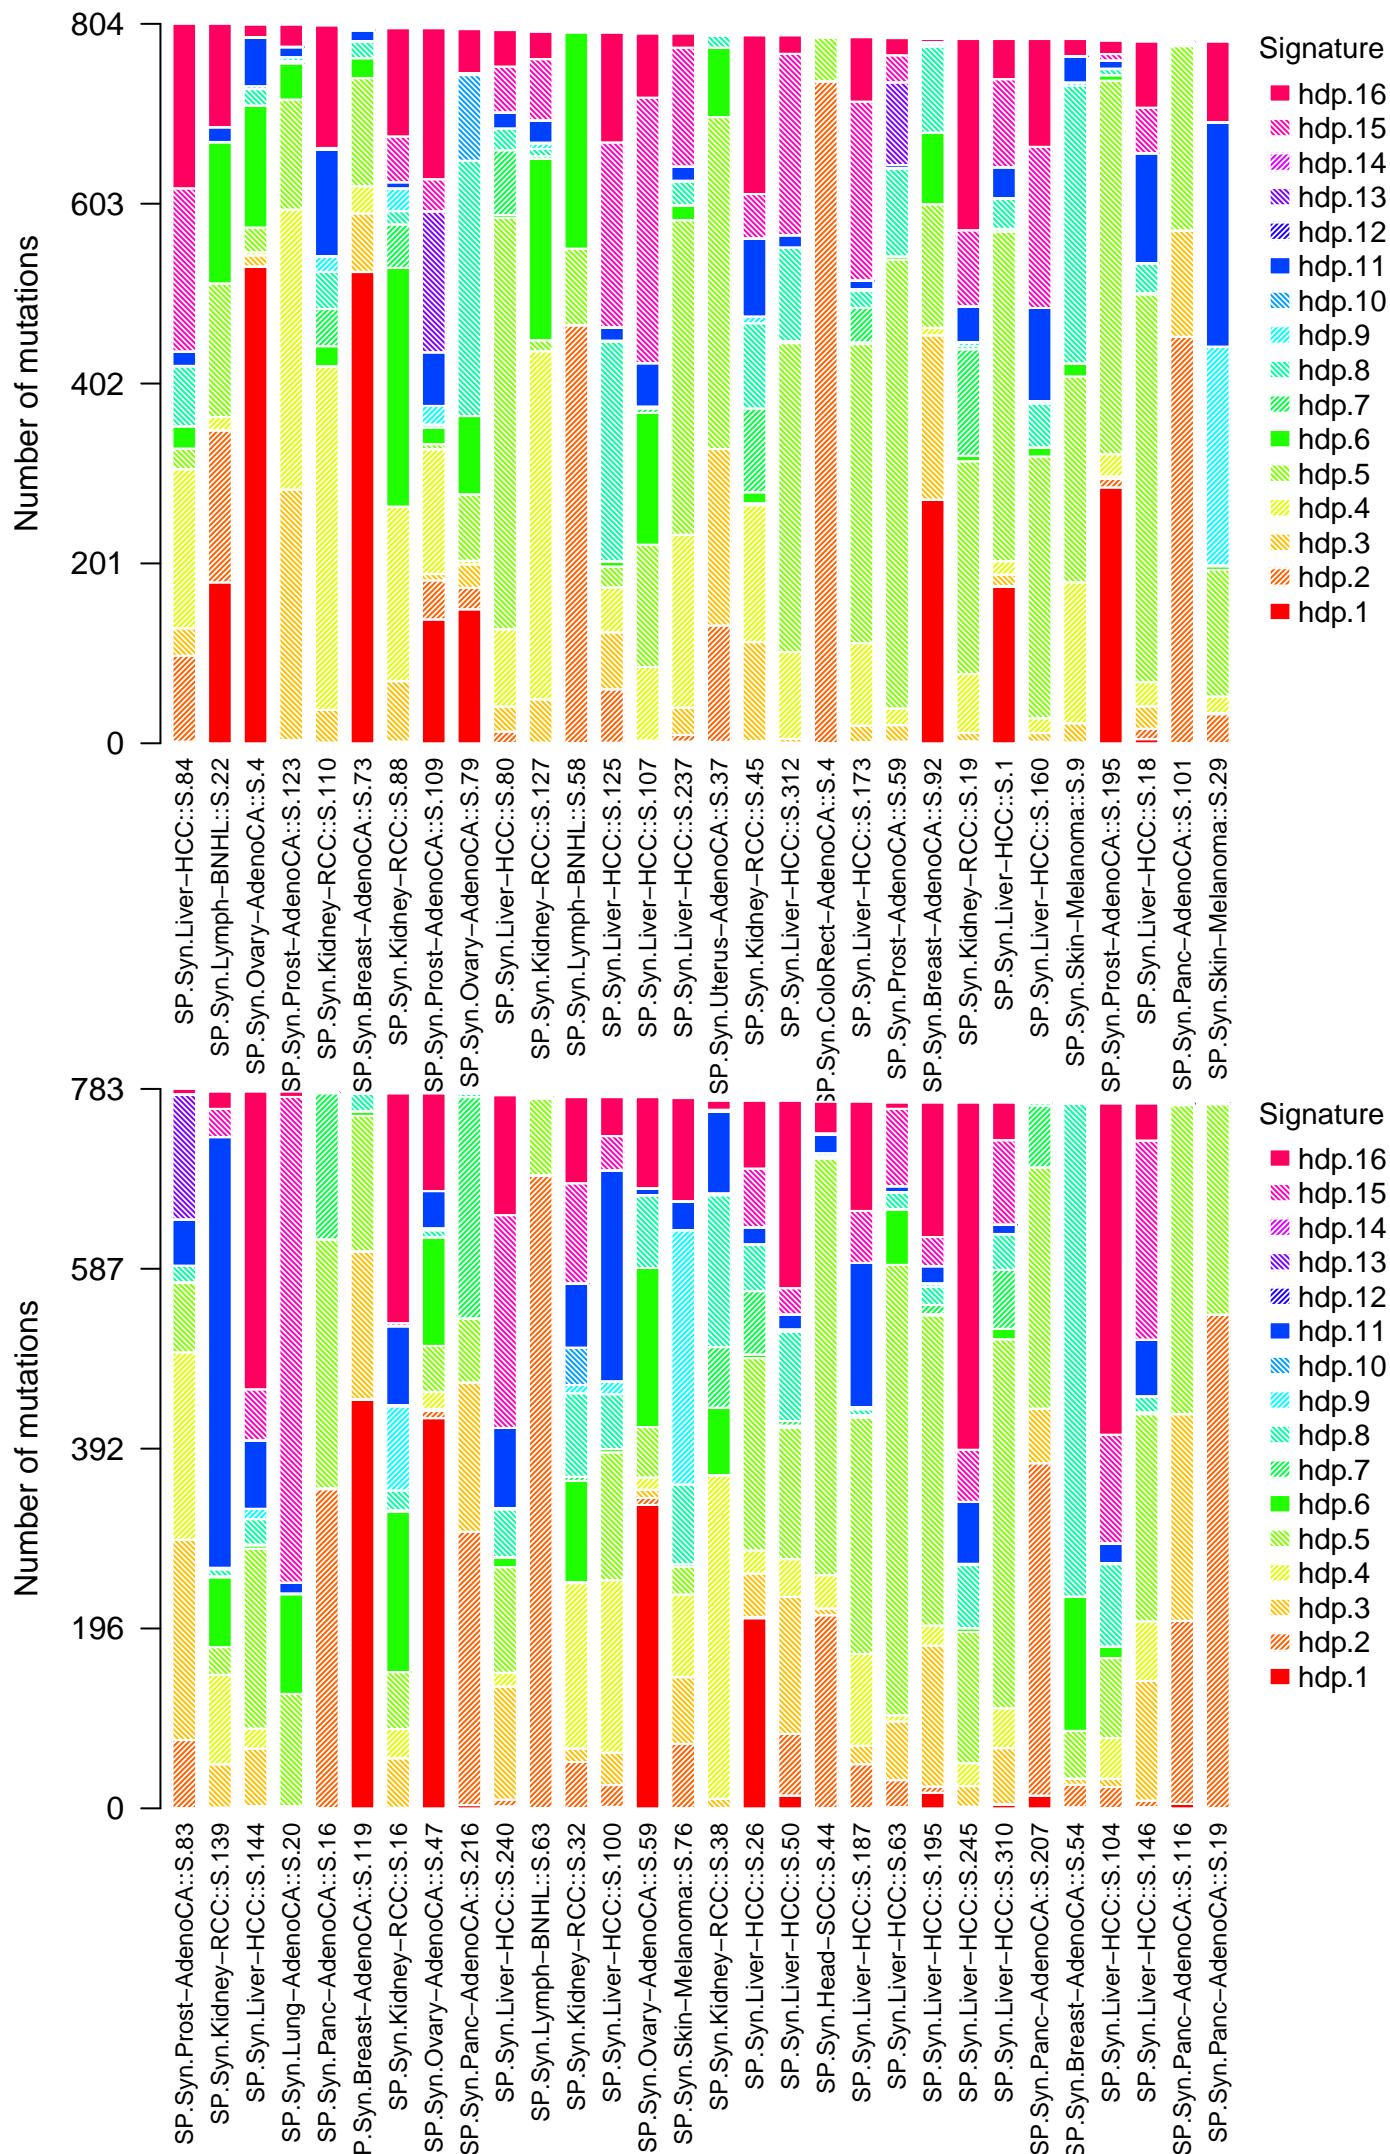 Number of mutations
804
603
402
201
0
Signature
hdp.16
hdp.15
hdp.14
hdp.13
hdp.12
hdp.11
hdp.10
hdp.9
hdp.8
hdp.7
hdp.6
hdp.5
hdp.4
hdp.3
hdp.2
hdp.1
SP.Syn.Liver−HCC::S.84
SP.Syn.Lymph−BNHL::S.22
SP.Syn.Ovary−AdenoCA::S.4
SP.Syn.Prost−AdenoCA::S.123
SP.Syn.Kidney−RCC::S.110
SP.Syn.Breast−AdenoCA::S.73
SP.Syn.Kidney−RCC::S.88
SP.Syn.Prost−AdenoCA::S.109
SP.Syn.Ovary−AdenoCA::S.79
SP.Syn.Liver−HCC::S.80
SP.Syn.Kidney−RCC::S.127
SP.Syn.Lymph−BNHL::S.58
SP.Syn.Liver−HCC::S.125
SP.Syn.Liver−HCC::S.107
SP.Syn.Liver−HCC::S.237
SP.Syn.Uterus−AdenoCA::S.37
SP.Syn.Kidney−RCC::S.45
SP.Syn.Liver−HCC::S.312
SP.Syn.ColoRect−AdenoCA::S.4
SP.Syn.Liver−HCC::S.173
SP.Syn.Prost−AdenoCA::S.59
SP.Syn.Breast−AdenoCA::S.92
SP.Syn.Kidney−RCC::S.19
SP.Syn.Liver−HCC::S.1
SP.Syn.Liver−HCC::S.160
SP.Syn.Skin−Melanoma::S.9
SP.Syn.Prost−AdenoCA::S.195
SP.Syn.Liver−HCC::S.18
SP.Syn.Panc−AdenoCA::S.101
SP.Syn.Skin−Melanoma::S.29
Number of mutations
783
587
392
196
0
Signature
hdp.16
hdp.15
hdp.14
hdp.13
hdp.12
hdp.11
hdp.10
hdp.9
hdp.8
hdp.7
hdp.6
hdp.5
hdp.4
hdp.3
hdp.2
hdp.1
SP.Syn.Prost−AdenoCA::S.83
SP.Syn.Kidney−RCC::S.139
SP.Syn.Liver−HCC::S.144
SP.Syn.Lung−AdenoCA::S.20
SP.Syn.Panc−AdenoCA::S.16
P.Syn.Breast−AdenoCA::S.119
SP.Syn.Kidney−RCC::S.16
SP.Syn.Ovary−AdenoCA::S.47
SP.Syn.Panc−AdenoCA::S.216
SP.Syn.Liver−HCC::S.240
SP.Syn.Lymph−BNHL::S.63
SP.Syn.Kidney−RCC::S.32
SP.Syn.Liver−HCC::S.100
SP.Syn.Ovary−AdenoCA::S.59
SP.Syn.Skin−Melanoma::S.76
SP.Syn.Kidney−RCC::S.38
SP.Syn.Liver−HCC::S.26
SP.Syn.Liver−HCC::S.50
SP.Syn.Head−SCC::S.44
SP.Syn.Liver−HCC::S.187
SP.Syn.Liver−HCC::S.63
SP.Syn.Liver−HCC::S.195
SP.Syn.Liver−HCC::S.245
SP.Syn.Liver−HCC::S.310
SP.Syn.Panc−AdenoCA::S.207
SP.Syn.Breast−AdenoCA::S.54
SP.Syn.Liver−HCC::S.104
SP.Syn.Liver−HCC::S.146
SP.Syn.Panc−AdenoCA::S.116
SP.Syn.Panc−AdenoCA::S.19